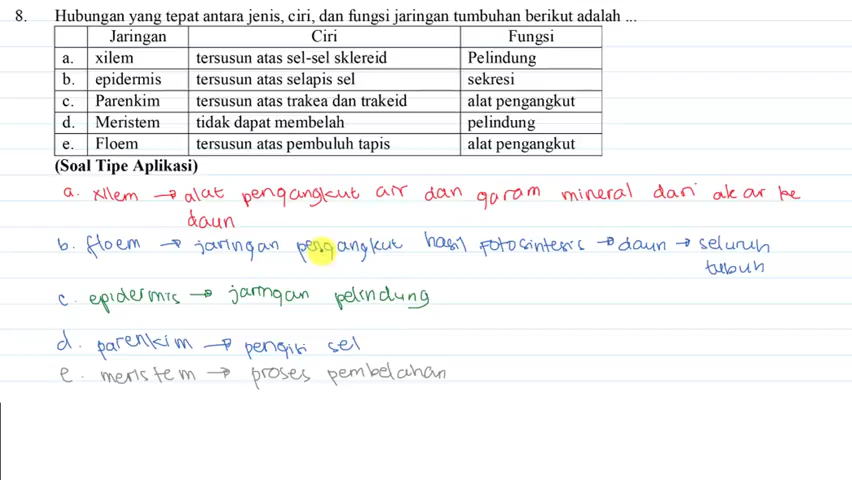 8. Hubungan yang tepat antara jenis, ciri, dan fungsi jaringan tumbuhan berikut adalah ...
Jaringan Ciri Fungsi
a. xilem tersusun atas sel-sel sklereid Pelindung
b. epidermis tersusun atas selapis sel sekresi
c. Parenkim tersusun atas trakea dan trakeid alat pengangkut
d. Meristem tidak dapat membelah pelindung
e. Floem tersusun atas pembuluh tapis alat pengangkut
(Soal Tipe Aplikasi)
a. xilem → alat pengangkut air dan garam mineral dari akar ke
daun
b. floem → jaringan pengangkut hasil fotosintesis → daun → seluruh
tubuh
c. epidermis → jaringan pelindung
d. parenkim → pengisi sel
e. meristem → proses pembelahan